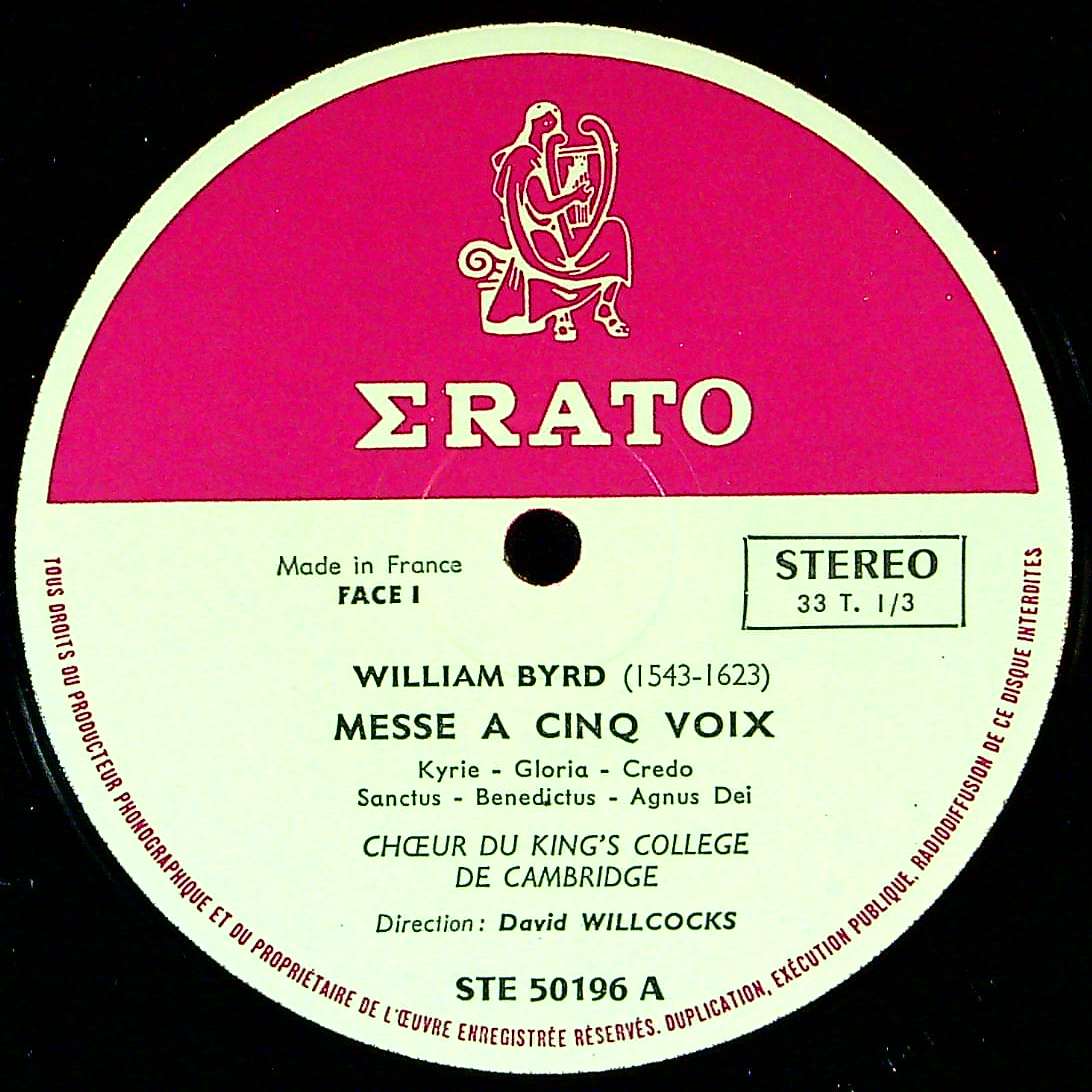 ΣRATO
Made in France
FACE I
STEREO
33 T. 1/3
WILLIAM BYRD (1543-1623)
MESSE A CINQ VOIX
Kyrie - Gloria - Credo
Sanctus - Benedictus - Agnus Dei
CHŒUR DU KING'S COLLEGE
DE CAMBRIDGE
Direction: David WILLCOCKS
STE 50196 A
TOUS DROITS DU PRODUCTEUR PHONOGRAPHIQUE ET DU PROPRIÉTAIRE DE L'ŒUVRE ENREGISTRÉE RÉSERVÉS. DUPLICATION, EXÉCUTION PUBLIQUE, RADIODIFFUSION DE CE DISQUE INTERDITES